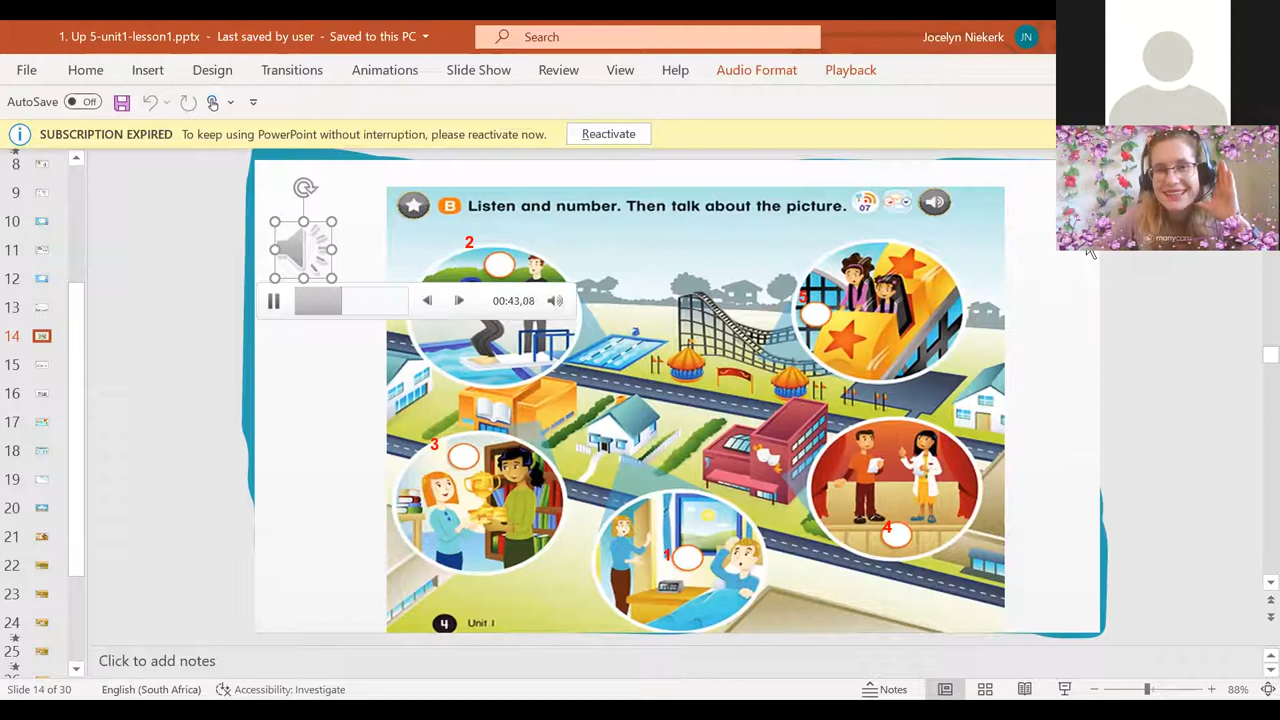 1. Up 5-unit1-lesson1.pptx - Last saved by user - Saved to this PC
Search
Jocelyn Niekerk JN
File Home Insert Design Transitions Animations Slide Show Review View Help Audio Format Playback
AutoSave Off
SUBSCRIPTION EXPIRED To keep using PowerPoint without interruption, please reactivate now. Reactivate
8
9
10
11
12
13
14
15
16
17
18
19
20
21
22
23
24
25
B Listen and number. Then talk about the picture. 07
2
5
00:43,08
3
4
1
4 Unit 1
manycam
Click to add notes
Slide 14 of 30 English (South Africa) Accessibility: Investigate Notes 88%